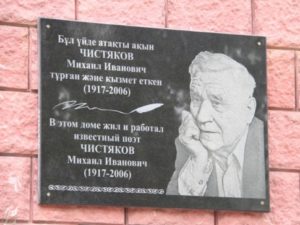 Бұл үйде атақты ақын
ЧИСТЯКОВ
Михаил Иванович
тұрған және қызмет еткен
(1917-2006)
В этом доме жил и работал
известный поэт
ЧИСТЯКОВ
Михаил Иванович
(1917-2006)